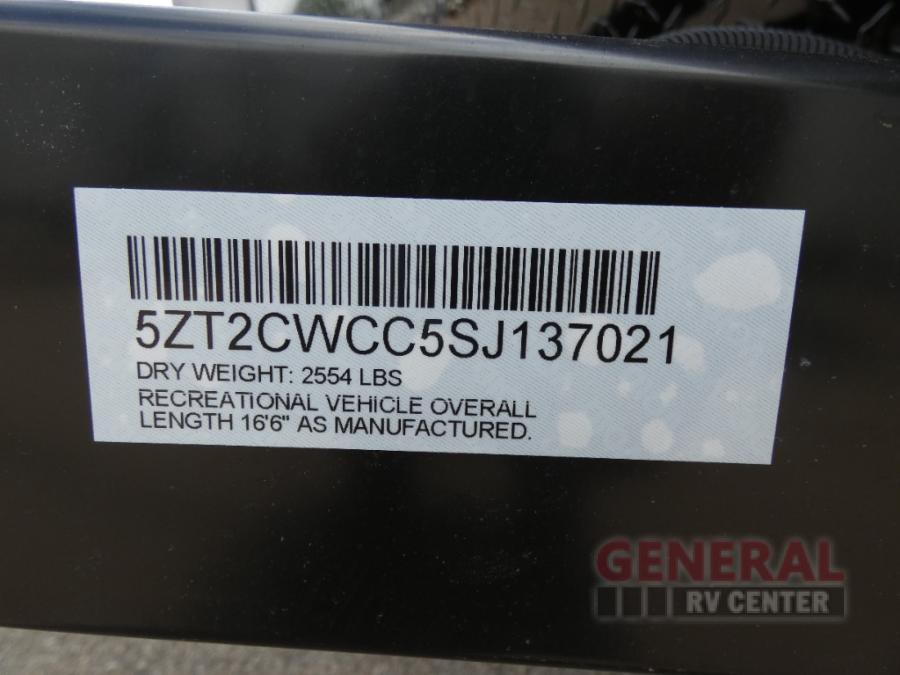 5ZT2CWCC5SJ137021
DRY WEIGHT: 2554 LBS
RECREATIONAL VEHICLE OVERALL
LENGTH 16'6" AS MANUFACTURED.
GENERAL
RV CENTER